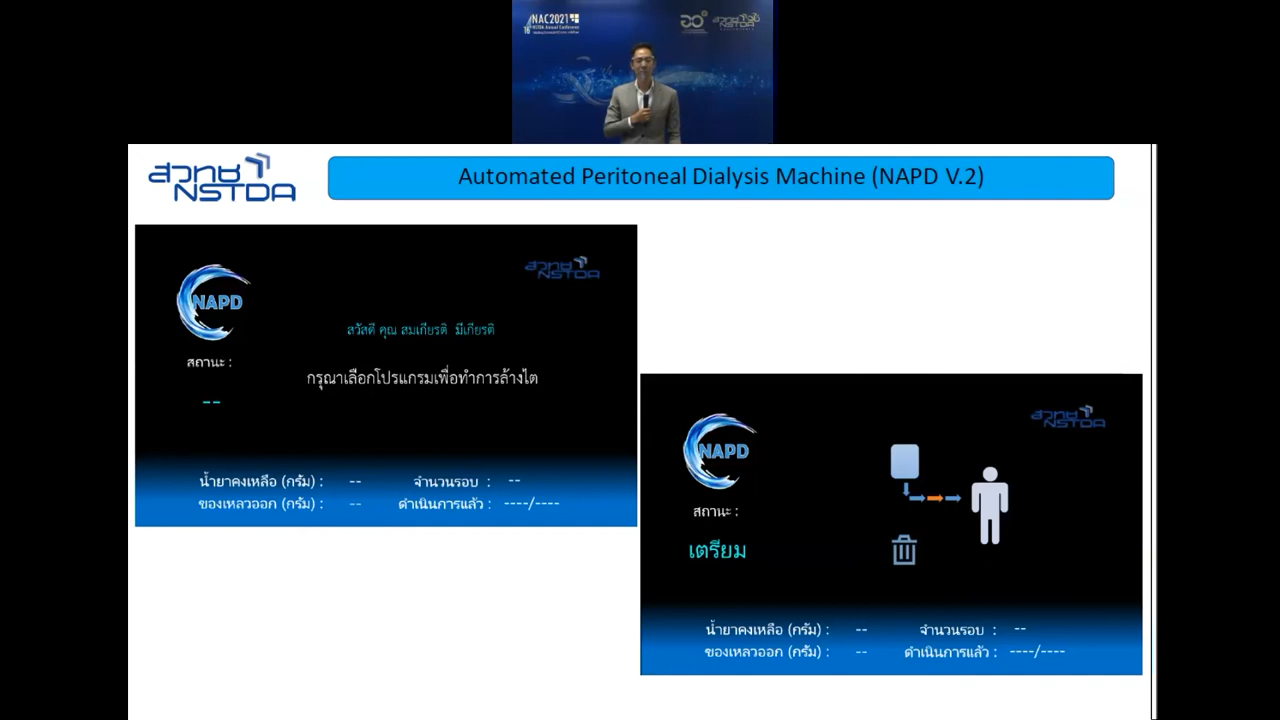 NAC2021
NSTDA Annual Conference
สวทช
NSTDA
สวทช
NSTDA
Automated Peritoneal Dialysis Machine (NAPD V.2)
NAPD
สวทช
NSTDA
สวัสดี คุณ สมเกียรติ มีเกียรติ
สถานะ :
กรุณาเลือกโปรแกรมเพื่อทำการล้างไต
--
น้ำยาคงเหลือ (กรัม) : -- จำนวนรอบ : --
ของเหลวออก (กรัม) : -- ดำเนินการแล้ว : ----/----
NAPD
สวทช
NSTDA
สถานะ :
เตรียม
น้ำยาคงเหลือ (กรัม) : -- จำนวนรอบ : --
ของเหลวออก (กรัม) : -- ดำเนินการแล้ว : ----/----